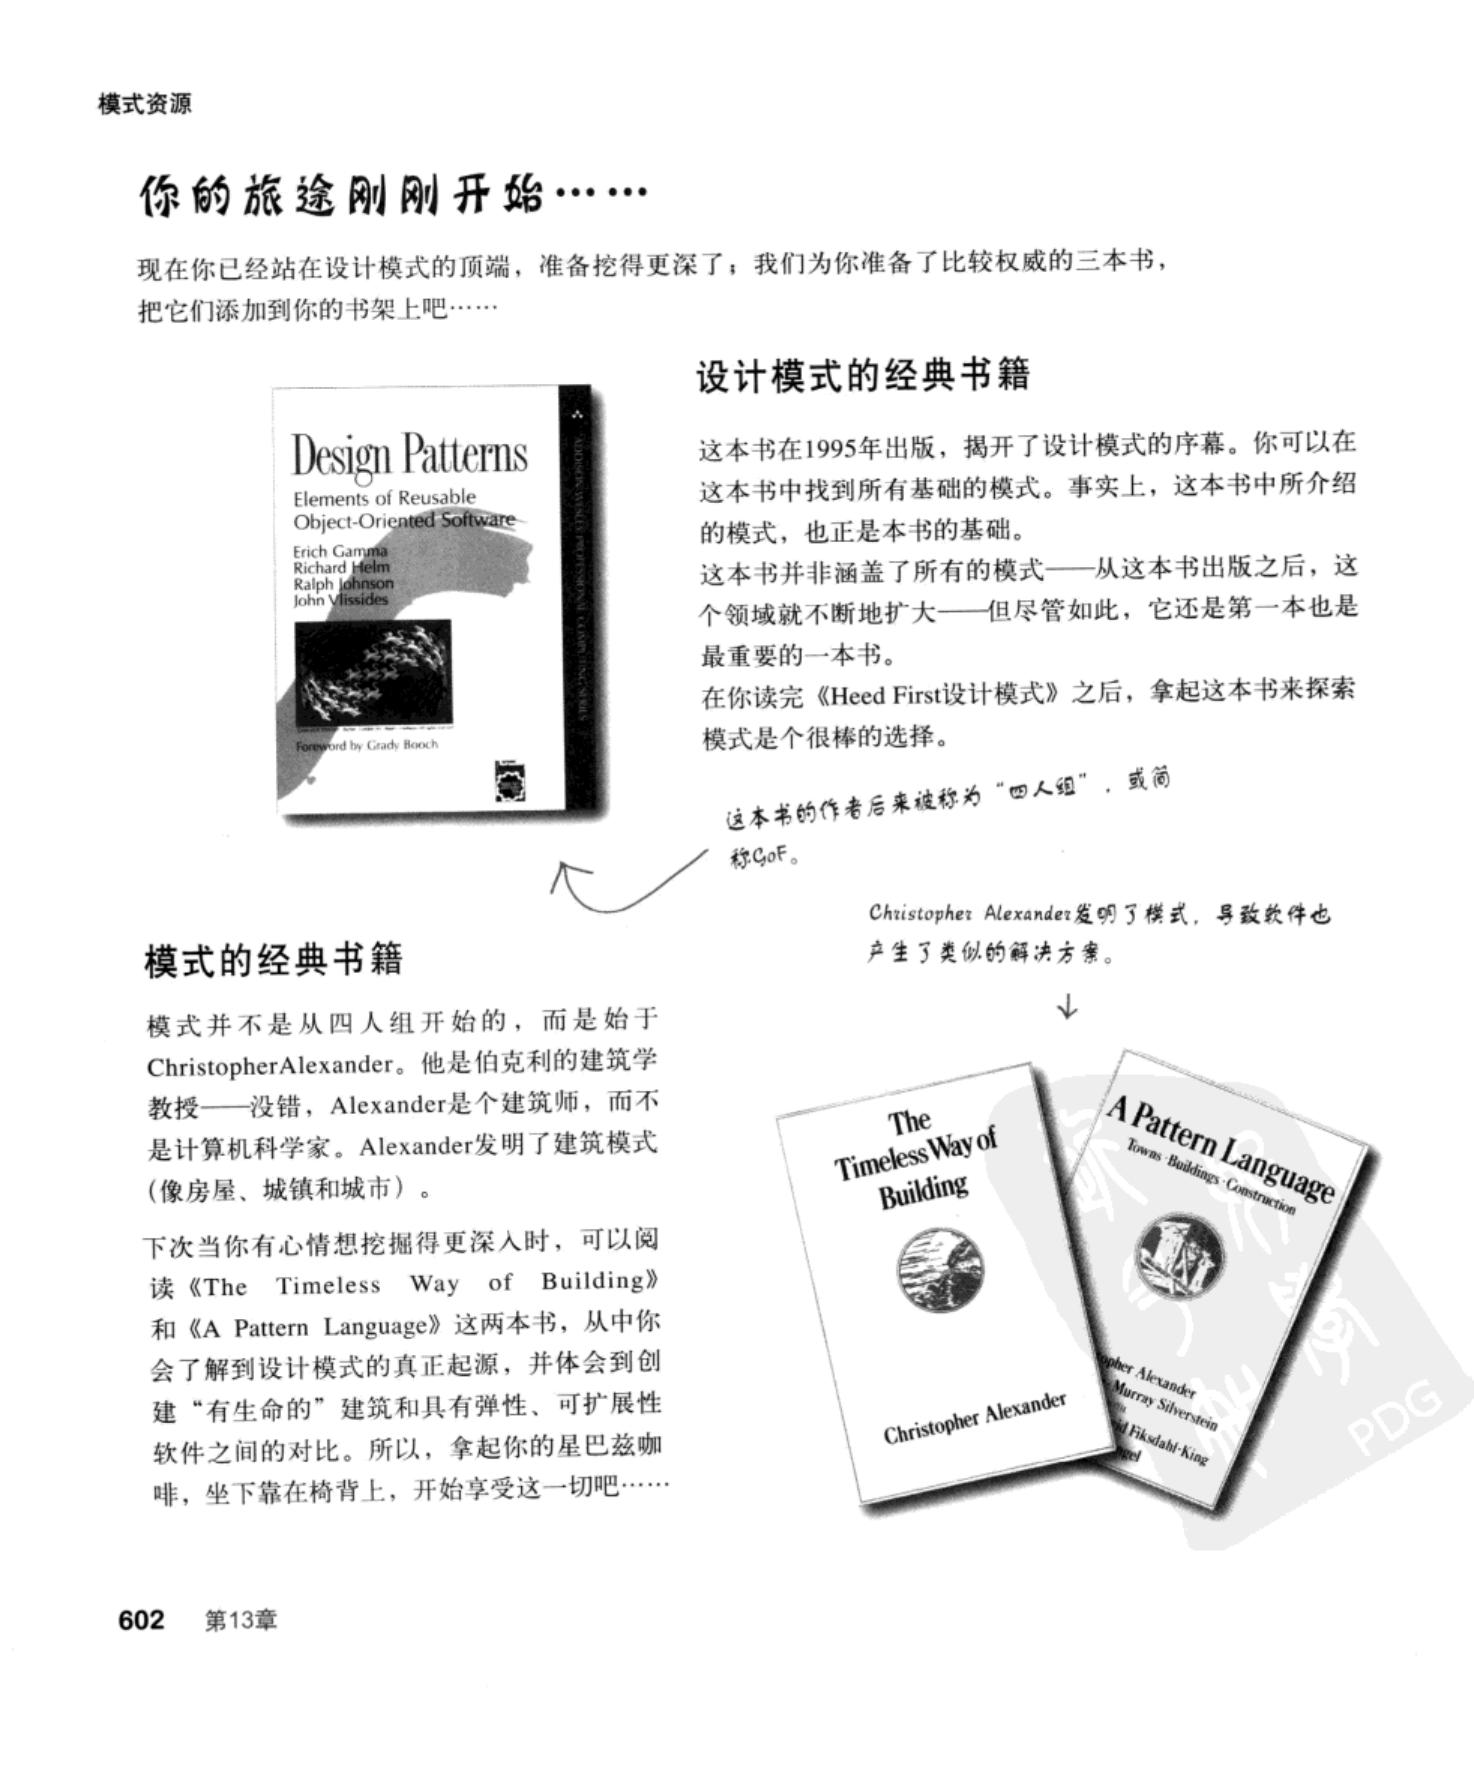 模式资源
你的旅途刚刚开始……
现在你已经站在设计模式的顶端，准备挖得更深了；我们为你准备了比较权威的三本书，
把它们添加到你的书架上吧……
Design Patterns
Elements of Reusable
Object-Oriented Software
Erich Gamma
Richard Helm
Ralph Johnson
John Vlissides
Foreword by Grady Booch
ADDISON-WESLEY PROFESSIONAL COMPUTING SERIES
设计模式的经典书籍
这本书在1995年出版，揭开了设计模式的序幕。你可以在
这本书中找到所有基础的模式。事实上，这本书中所介绍
的模式，也正是本书的基础。
这本书并非涵盖了所有的模式——从这本书出版之后，这
个领域就不断地扩大——但尽管如此，它还是第一本也是
最重要的一本书。
在你读完《Heed First设计模式》之后，拿起这本书来探索
模式是个很棒的选择。
这本书的作者后来被称为“四人组”，或简
称GoF。
Christopher Alexander发明了模式，导致软件也
产生了类似的解决方案。
模式的经典书籍
模式并不是从四人组开始的，而是始于
ChristopherAlexander。他是伯克利的建筑学
教授——没错，Alexander是个建筑师，而不
是计算机科学家。Alexander发明了建筑模式
（像房屋、城镇和城市）。
下次当你有心情想挖掘得更深入时，可以阅
读《The Timeless Way of Building》
和《A Pattern Language》这两本书，从中你
会了解到设计模式的真正起源，并体会到创
建“有生命的”建筑和具有弹性、可扩展性
软件之间的对比。所以，拿起你的星巴兹咖
啡，坐下靠在椅背上，开始享受这一切吧……
The
Timeless Way of
Building
Christopher Alexander
A Pattern Language
Towns · Buildings · Construction
opher Alexander
Murray Silverstein
id Fiksdahl-King
gel
PDG
602 第13章